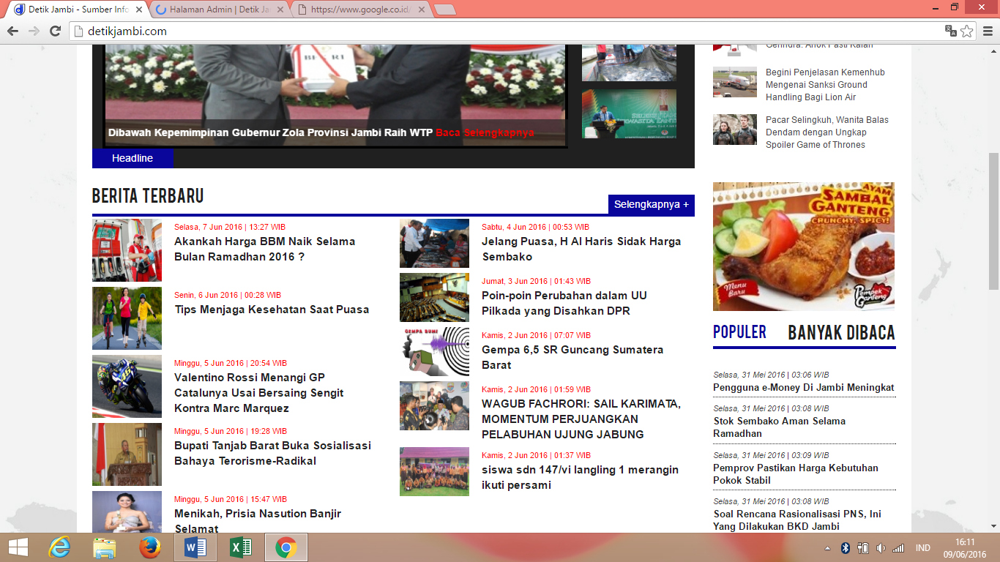 Detik Jambi - Sumber Info
Halaman Admin | Detik Ja
https://www.google.co.id/
detikjambi.com
Dibawah Kepemimpinan Gubernur Zola Provinsi Jambi Raih WTP Baca Selengkapnya
Headline
Gerindra: Ahok Pasti Kalah
Begini Penjelasan Kemenhub
Mengenai Sanksi Ground
Handling Bagi Lion Air
Pacar Selingkuh, Wanita Balas
Dendam dengan Ungkap
Spoiler Game of Thrones
BERITA TERBARU
Selengkapnya +
Selasa, 7 Jun 2016 | 13:27 WIB
Akankah Harga BBM Naik Selama
Bulan Ramadhan 2016 ?
Senin, 6 Jun 2016 | 00:28 WIB
Tips Menjaga Kesehatan Saat Puasa
Minggu, 5 Jun 2016 | 20:54 WIB
Valentino Rossi Menangi GP
Catalunya Usai Bersaing Sengit
Kontra Marc Marquez
Minggu, 5 Jun 2016 | 19:28 WIB
Bupati Tanjab Barat Buka Sosialisasi
Bahaya Terorisme-Radikal
Minggu, 5 Jun 2016 | 15:47 WIB
Menikah, Prisia Nasution Banjir
Selamat
Sabtu, 4 Jun 2016 | 00:53 WIB
Jelang Puasa, H Al Haris Sidak Harga
Sembako
Jumat, 3 Jun 2016 | 01:43 WIB
Poin-poin Perubahan dalam UU
Pilkada yang Disahkan DPR
GEMPA BUMI
Kamis, 2 Jun 2016 | 07:07 WIB
Gempa 6,5 SR Guncang Sumatera
Barat
Kamis, 2 Jun 2016 | 01:59 WIB
WAGUB FACHRORI: SAIL KARIMATA,
MOMENTUM PERJUANGKAN
PELABUHAN UJUNG JABUNG
Kamis, 2 Jun 2016 | 01:37 WIB
siswa sdn 147/vi langling 1 merangin
ikuti persami
AYAM
SAMBAL
GANTENG
CRUNCHY, SPICY!
Menu
Baru
Pempek
Ganteng
POPULER
BANYAK DIBACA
Selasa, 31 Mei 2016 | 03:06 WIB
Pengguna e-Money Di Jambi Meningkat
Selasa, 31 Mei 2016 | 03:08 WIB
Stok Sembako Aman Selama
Ramadhan
Selasa, 31 Mei 2016 | 03:09 WIB
Pemprov Pastikan Harga Kebutuhan
Pokok Stabil
Selasa, 31 Mei 2016 | 03:08 WIB
Soal Rencana Rasionalisasi PNS, Ini
Yang Dilakukan BKD Jambi
IND
16:11
09/06/2016